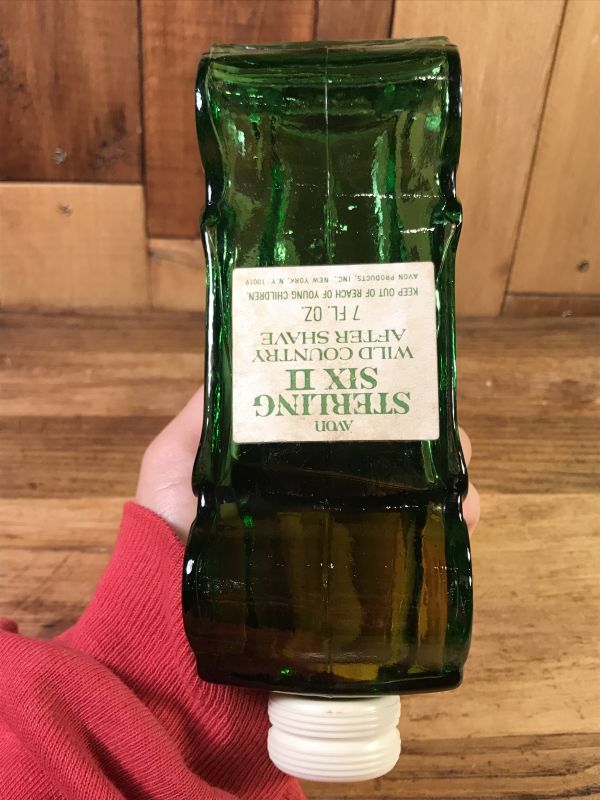 AVON
STERLING
SIX II
WILD COUNTRY
AFTER SHAVE
7 FL. OZ.
KEEP OUT OF REACH OF YOUNG CHILDREN.
AVON PRODUCTS, INC., NEW YORK, N.Y. 10019